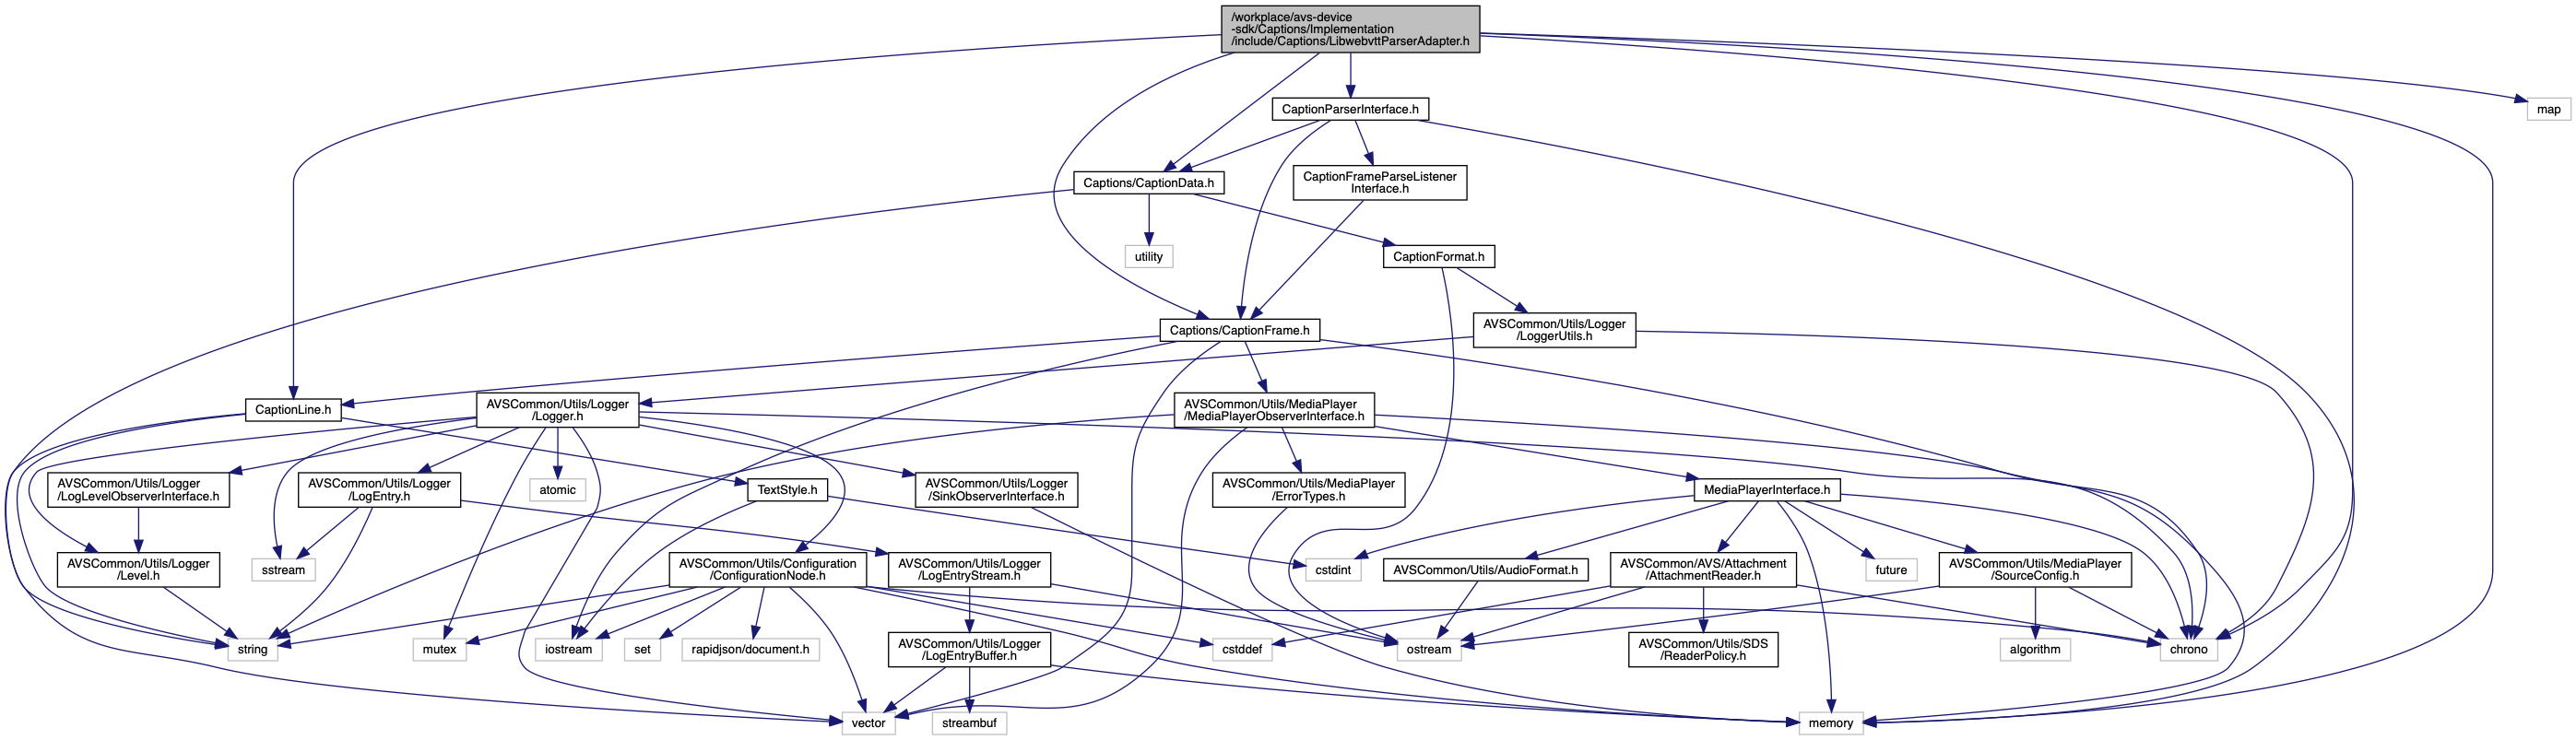 /workplace/avs-device
-sdk/Captions/Implementation
/include/Captions/LibwebvttParserAdapter.h
CaptionParserInterface.h
map
Captions/CaptionData.h
CaptionFrameParseListener
Interface.h
utility
CaptionFormat.h
Captions/CaptionFrame.h
AVSCommon/Utils/Logger
/LoggerUtils.h
CaptionLine.h
AVSCommon/Utils/Logger
/Logger.h
AVSCommon/Utils/MediaPlayer
/MediaPlayerObserverInterface.h
AVSCommon/Utils/Logger
/LogLevelObserverInterface.h
AVSCommon/Utils/Logger
/LogEntry.h
atomic
TextStyle.h
AVSCommon/Utils/Logger
/SinkObserverInterface.h
AVSCommon/Utils/MediaPlayer
/ErrorTypes.h
MediaPlayerInterface.h
AVSCommon/Utils/Logger
/Level.h
sstream
AVSCommon/Utils/Configuration
/ConfigurationNode.h
AVSCommon/Utils/Logger
/LogEntryStream.h
cstdint
AVSCommon/Utils/AudioFormat.h
AVSCommon/AVS/Attachment
/AttachmentReader.h
future
AVSCommon/Utils/MediaPlayer
/SourceConfig.h
string
mutex
iostream
set
rapidjson/document.h
AVSCommon/Utils/Logger
/LogEntryBuffer.h
cstddef
ostream
AVSCommon/Utils/SDS
/ReaderPolicy.h
algorithm
chrono
vector
streambuf
memory